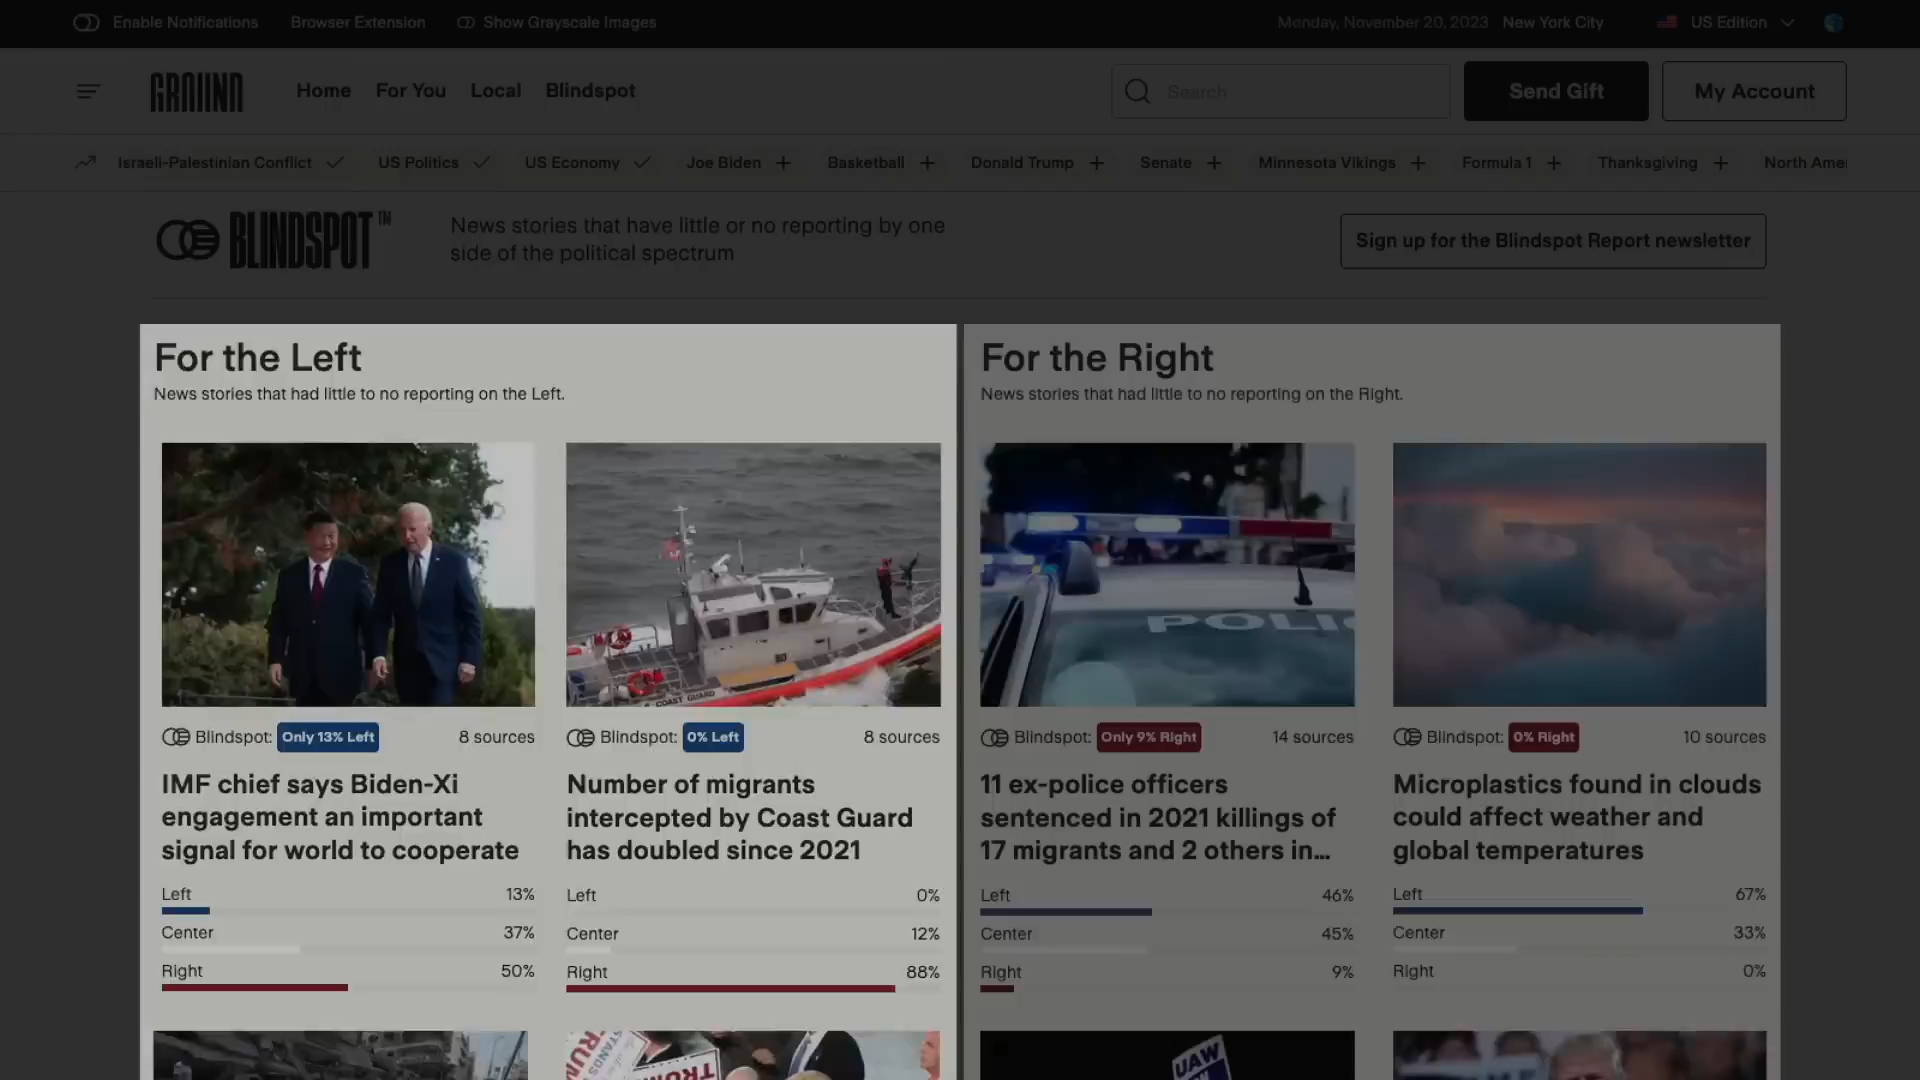 Enable Notifications Browser Extension Show Grayscale Images Monday, November 20, 2023 New York City US Edition
GROUND Home For You Local Blindspot Search Send Gift My Account
Israeli-Palestinian Conflict US Politics US Economy Joe Biden Basketball Donald Trump Senate Minnesota Vikings Formula 1 Thanksgiving North Ame
BLINDSPOT™
News stories that have little or no reporting by one
side of the political spectrum
Sign up for the Blindspot Report newsletter
For the Left
News stories that had little to no reporting on the Left.
COAST GUARD
Blindspot: Only 13% Left 8 sources
IMF chief says Biden-Xi
engagement an important
signal for world to cooperate
Left 13%
Center 37%
Right 50%
Blindspot: 0% Left 8 sources
Number of migrants
intercepted by Coast Guard
has doubled since 2021
Left 0%
Center 12%
Right 88%
TRUMP
For the Right
News stories that had little to no reporting on the Right.
POLI
Blindspot: Only 9% Right 14 sources
11 ex-police officers
sentenced in 2021 killings of
17 migrants and 2 others in...
Left 46%
Center 45%
Right 9%
UAW
Blindspot: 0% Right 10 sources
Microplastics found in clouds
could affect weather and
global temperatures
Left 67%
Center 33%
Right 0%